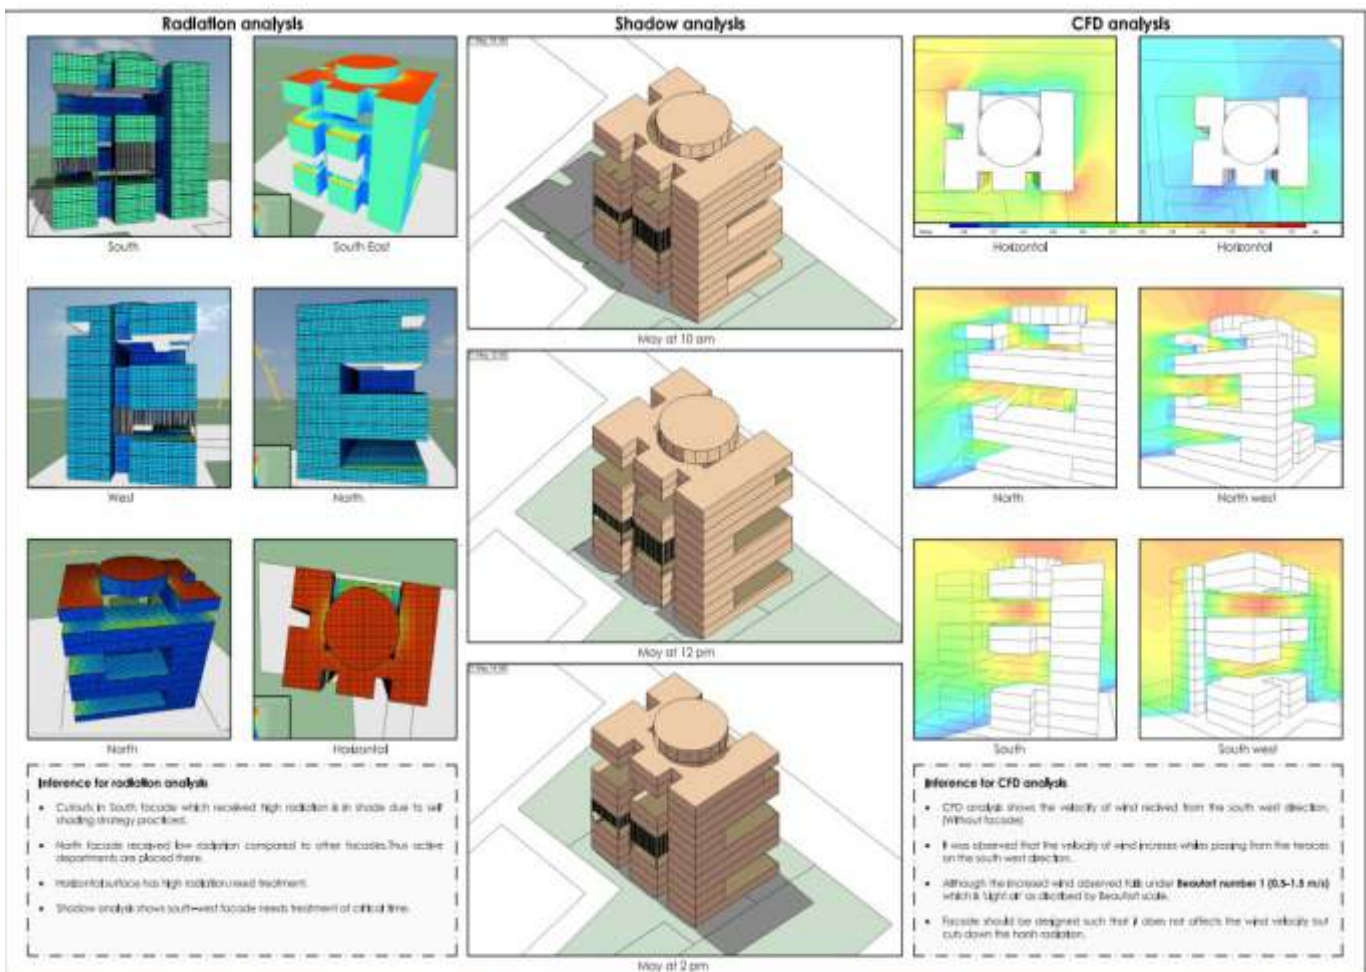 Radiation analysis
Shadow analysis
CFD analysis
South
South East
May at 10 am
Horizontal
Horizontal
West
North
May at 12 pm
North
North west
North
Horizontal
May at 2 pm
South
South west
Inference for radiation analysis
• Cutouts in South facade which received high radiation is in shade due to self
shading strategy practiced.
• North facade received low radiation compared to other facades.Thus active
departments are placed there.
• Horizontal surface has high radiation need treatment.
• Shadow analysis shows south-west facade needs treatment at critical time.
Inference for CFD analysis
• CFD analysis shows the velocity of wind recived from the south west direction.
(Without facade)
• It was observed that the velocity of wind increses whiles passing from the teraces
on the south west direction.
• Although the increased wind observed falls under Beaufort number 1 (0.5-1.5 m/s)
which is 'Light air' as discribed by Beaufort scale.
• Facade should be designed such that it does not affects the wind velocity but
cuts down the harsh radiation.